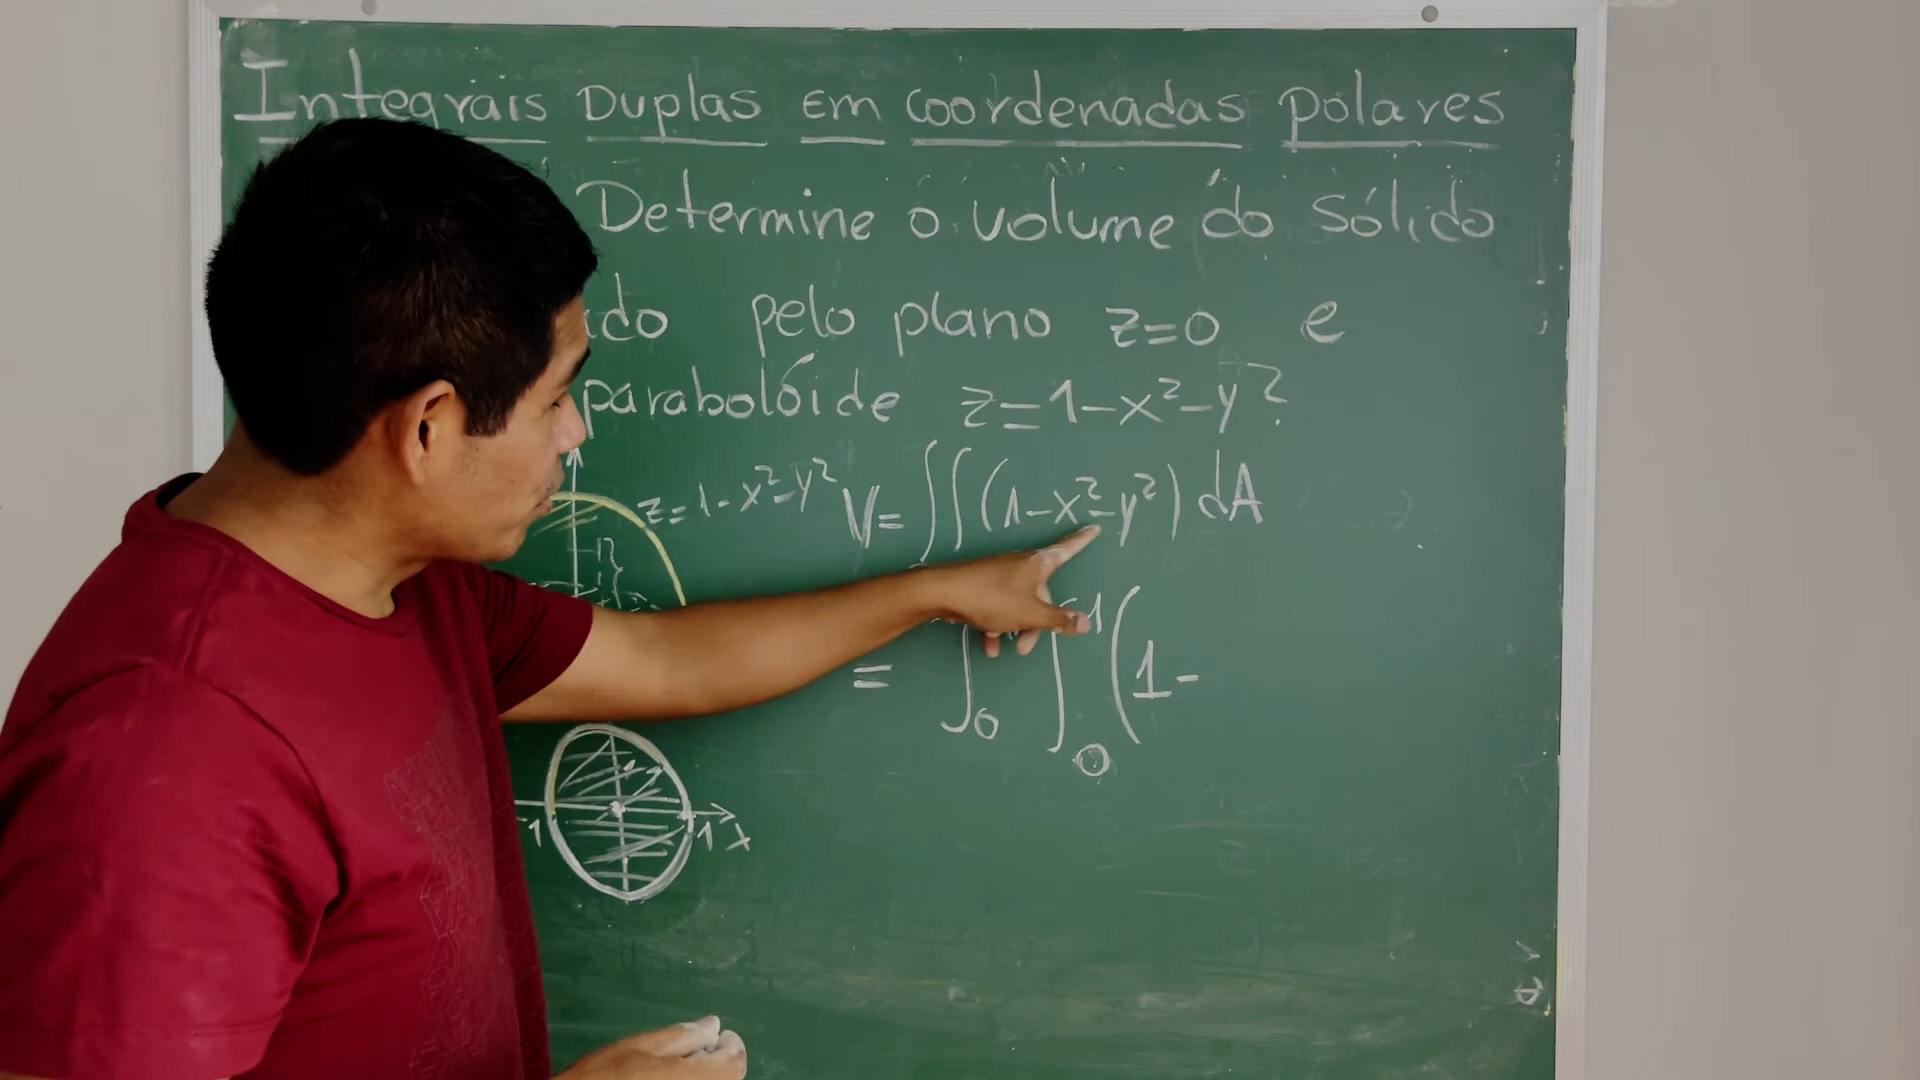 Integrais Duplas em coordenadas polares
Determine o volume do sólido
ado pelo plano z=0 e
parabolóide z=1-x²-y²?
z=1-x²-y² V=∬(1-x²-y²) dA
= ∫₀ ∫₀¹ (1-
-1 1 x